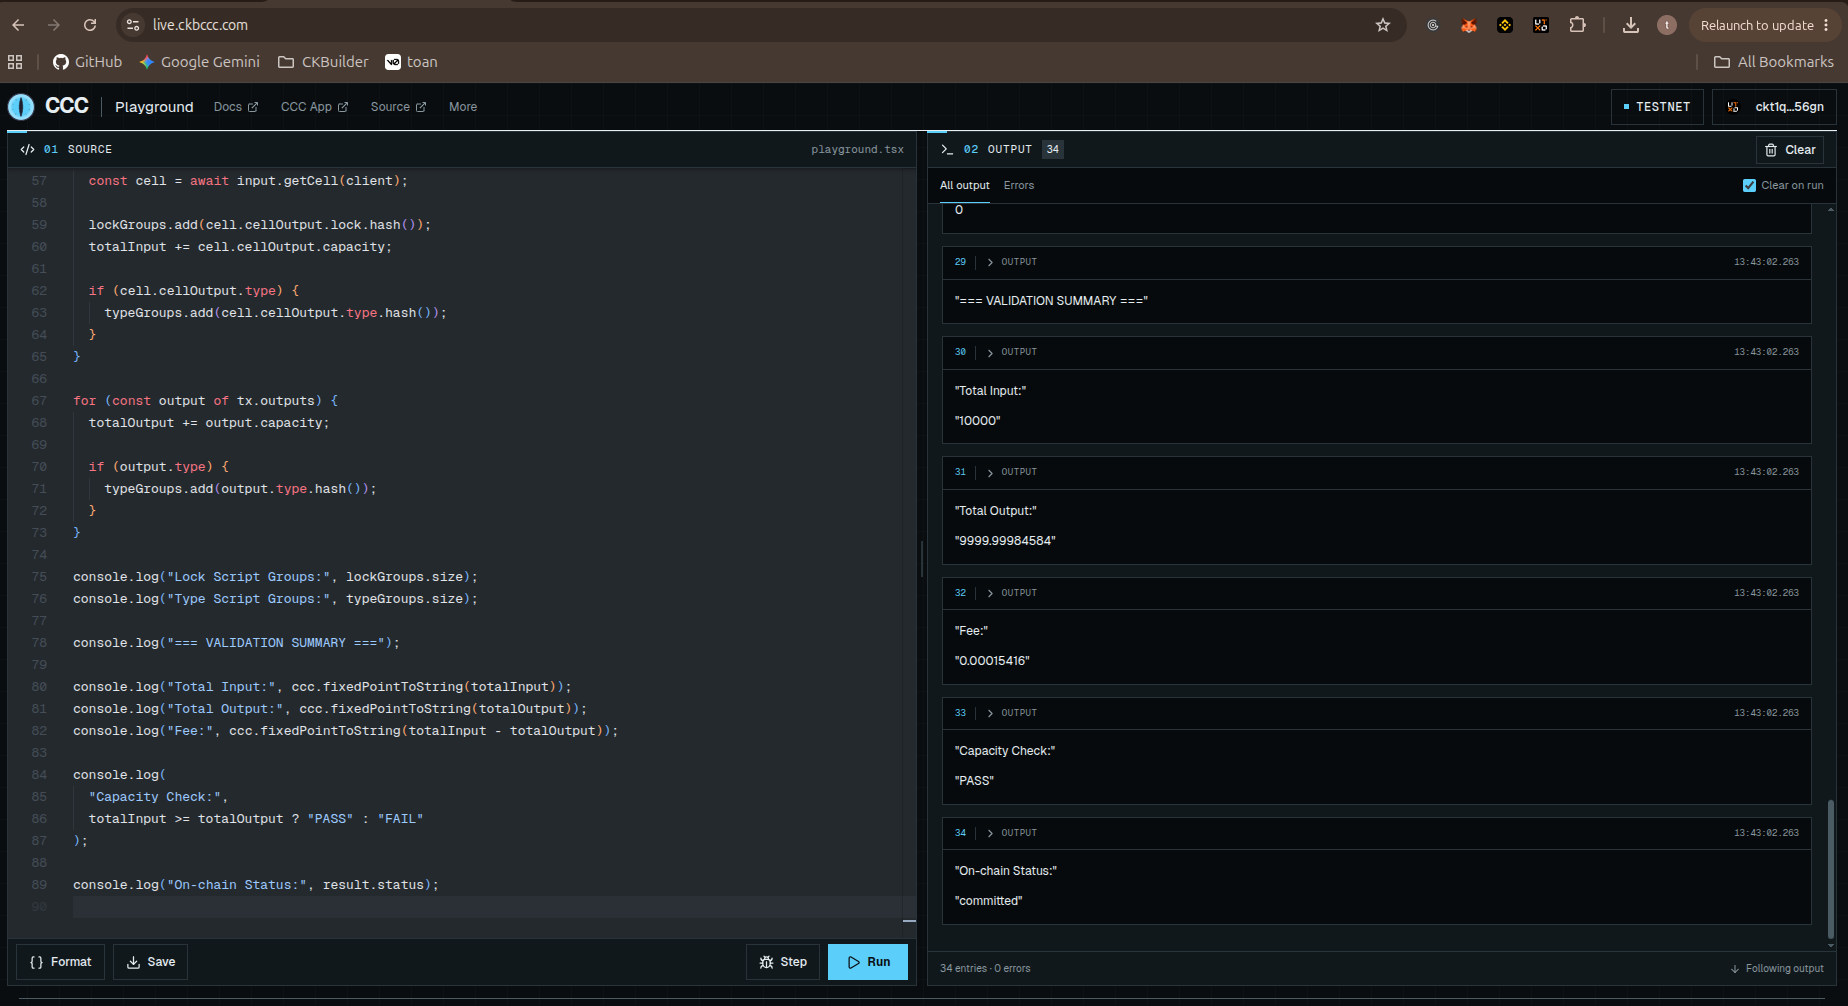 live.ckbccc.com
Relaunch to update
GitHub
Google Gemini
CKBuilder
toan
All Bookmarks
CCC
Playground
Docs
CCC App
Source
More
TESTNET
ckt1q...56gn
01 SOURCE
playground.tsx
57 const cell = await input.getCell(client);
58
59 lockGroups.add(cell.cellOutput.lock.hash());
60 totalInput += cell.cellOutput.capacity;
61
62 if (cell.cellOutput.type) {
63 typeGroups.add(cell.cellOutput.type.hash());
64 }
65 }
66
67 for (const output of tx.outputs) {
68 totalOutput += output.capacity;
69
70 if (output.type) {
71 typeGroups.add(output.type.hash());
72 }
73 }
74
75 console.log("Lock Script Groups:", lockGroups.size);
76 console.log("Type Script Groups:", typeGroups.size);
77
78 console.log("=== VALIDATION SUMMARY ===");
79
80 console.log("Total Input:", ccc.fixedPointToString(totalInput));
81 console.log("Total Output:", ccc.fixedPointToString(totalOutput));
82 console.log("Fee:", ccc.fixedPointToString(totalInput - totalOutput));
83
84 console.log(
85 "Capacity Check:",
86 totalInput >= totalOutput ? "PASS" : "FAIL"
87 );
88
89 console.log("On-chain Status:", result.status);
90
Format
Save
Step
Run
02 OUTPUT 34
Clear
All output
Errors
Clear on run
0
29 OUTPUT 13:43:02.263
"=== VALIDATION SUMMARY ==="
30 OUTPUT 13:43:02.263
"Total Input:"
"10000"
31 OUTPUT 13:43:02.263
"Total Output:"
"9999.99984584"
32 OUTPUT 13:43:02.263
"Fee:"
"0.00015416"
33 OUTPUT 13:43:02.263
"Capacity Check:"
"PASS"
34 OUTPUT 13:43:02.263
"On-chain Status:"
"committed"
34 entries · 0 errors
Following output